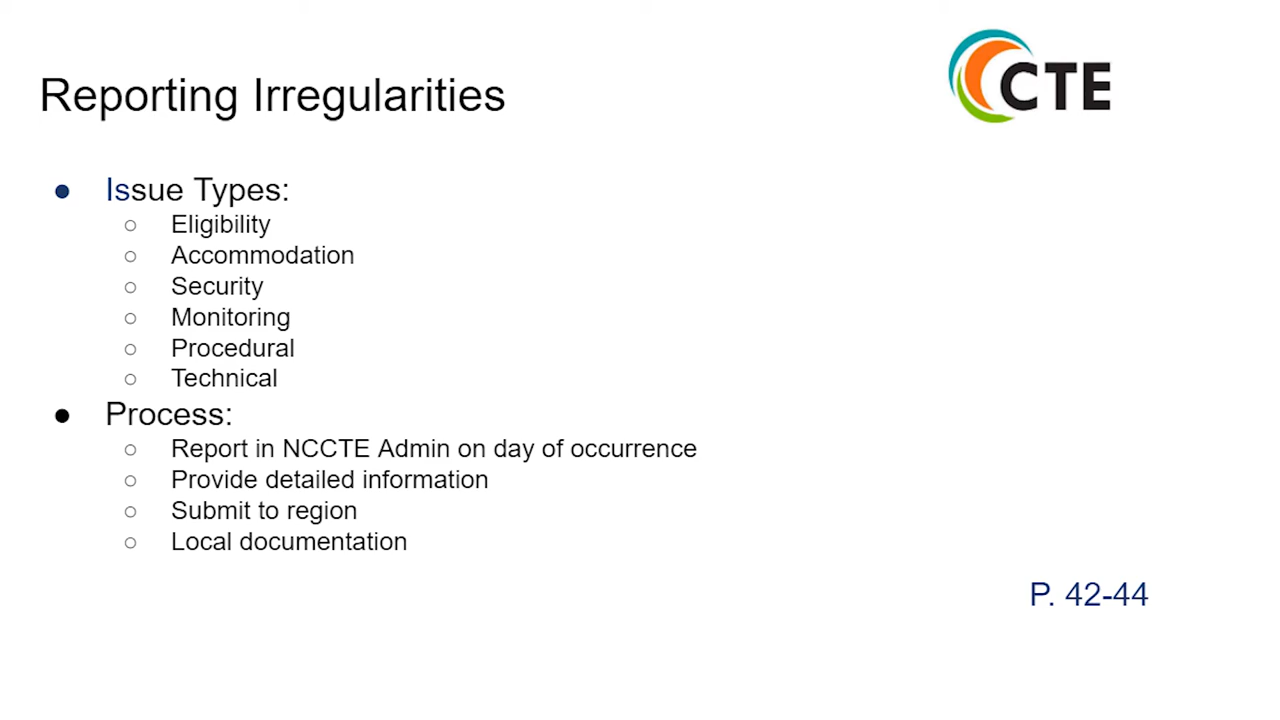 CTE
Reporting Irregularities
● Issue Types:
○ Eligibility
○ Accommodation
○ Security
○ Monitoring
○ Procedural
○ Technical
● Process:
○ Report in NCCTE Admin on day of occurrence
○ Provide detailed information
○ Submit to region
○ Local documentation
P. 42-44